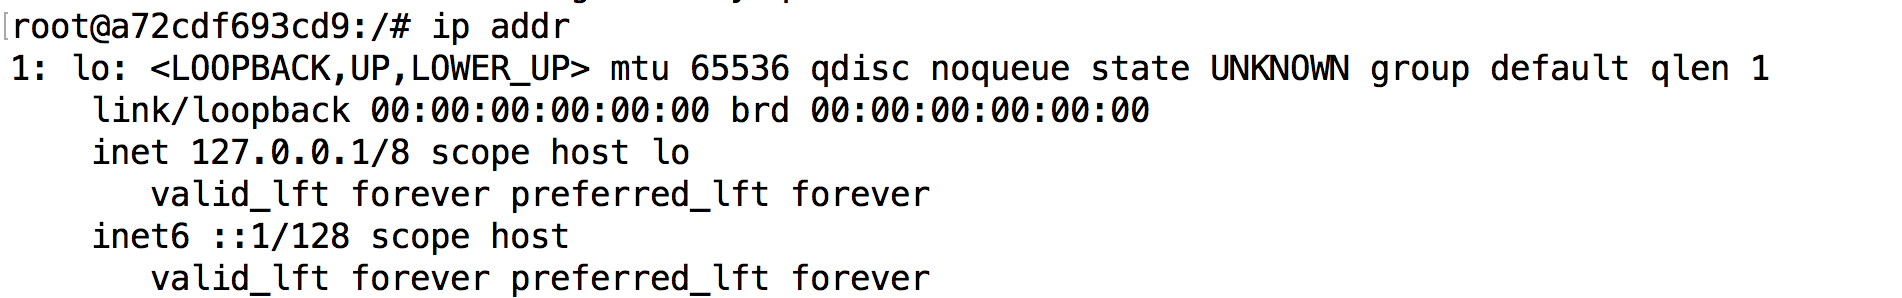 [root@a72cdf693cd9:/# ip addr
1: lo: <LOOPBACK,UP,LOWER_UP> mtu 65536 qdisc noqueue state UNKNOWN group default qlen 1
    link/loopback 00:00:00:00:00:00 brd 00:00:00:00:00:00
    inet 127.0.0.1/8 scope host lo
       valid_lft forever preferred_lft forever
    inet6 ::1/128 scope host
       valid_lft forever preferred_lft forever